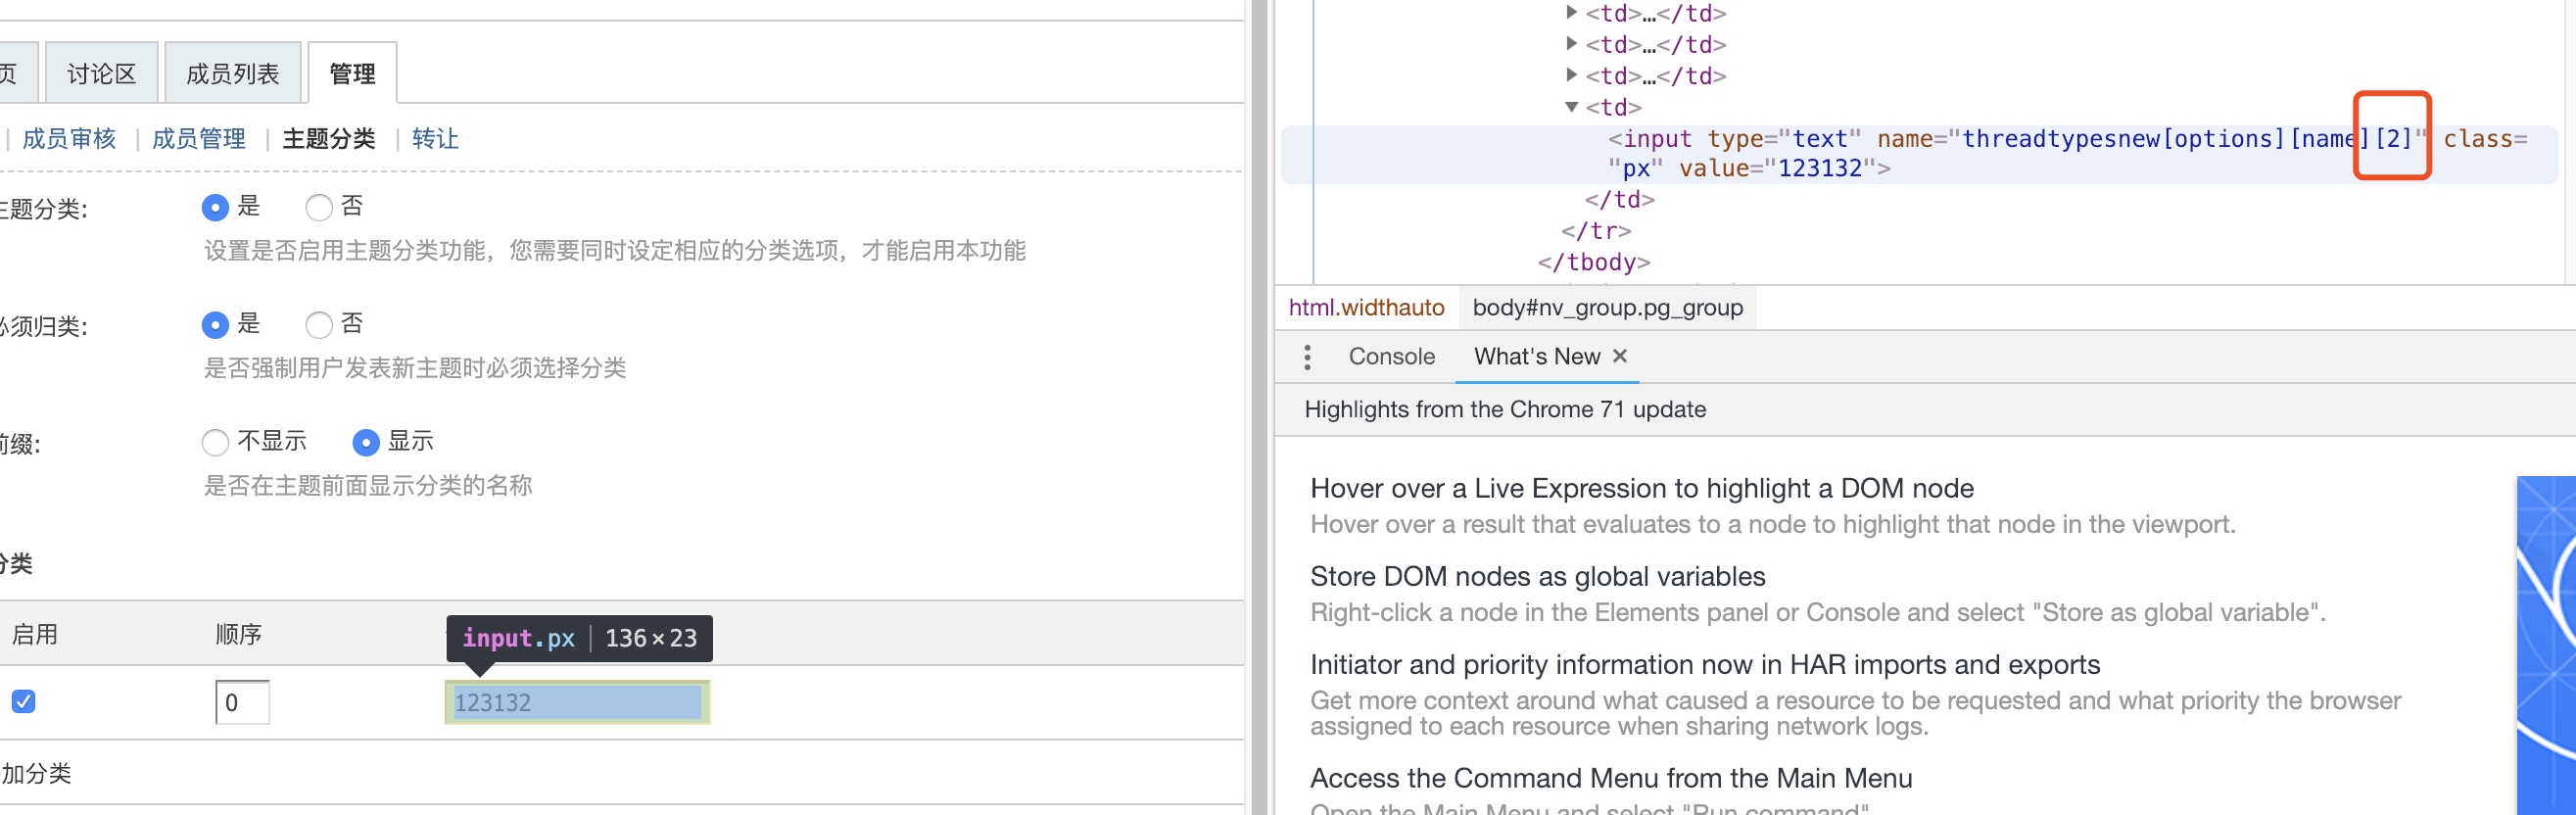 页 讨论区 成员列表 管理
| 成员审核 | 成员管理 | 主题分类 | 转让
主题分类: 是 否
设置是否启用主题分类功能，您需要同时设定相应的分类选项，才能启用本功能
必须归类: 是 否
是否强制用户发表新主题时必须选择分类
前缀: 不显示 显示
是否在主题前面显示分类的名称
分类
启用 顺序
input.px | 136×23
0 123132
加分类
▶ <td>…</td>
▶ <td>…</td>
▶ <td>…</td>
▼ <td>
<input type="text" name="threadtypesnew[options][name][2]" class=
"px" value="123132">
</td>
</tr>
</tbody>
html.widthauto body#nv_group.pg_group
Console What's New ×
Highlights from the Chrome 71 update
Hover over a Live Expression to highlight a DOM node
Hover over a result that evaluates to a node to highlight that node in the viewport.
Store DOM nodes as global variables
Right-click a node in the Elements panel or Console and select "Store as global variable".
Initiator and priority information now in HAR imports and exports
Get more context around what caused a resource to be requested and what priority the browser
assigned to each resource when sharing network logs.
Access the Command Menu from the Main Menu
Open the Main Menu and select "Run command".